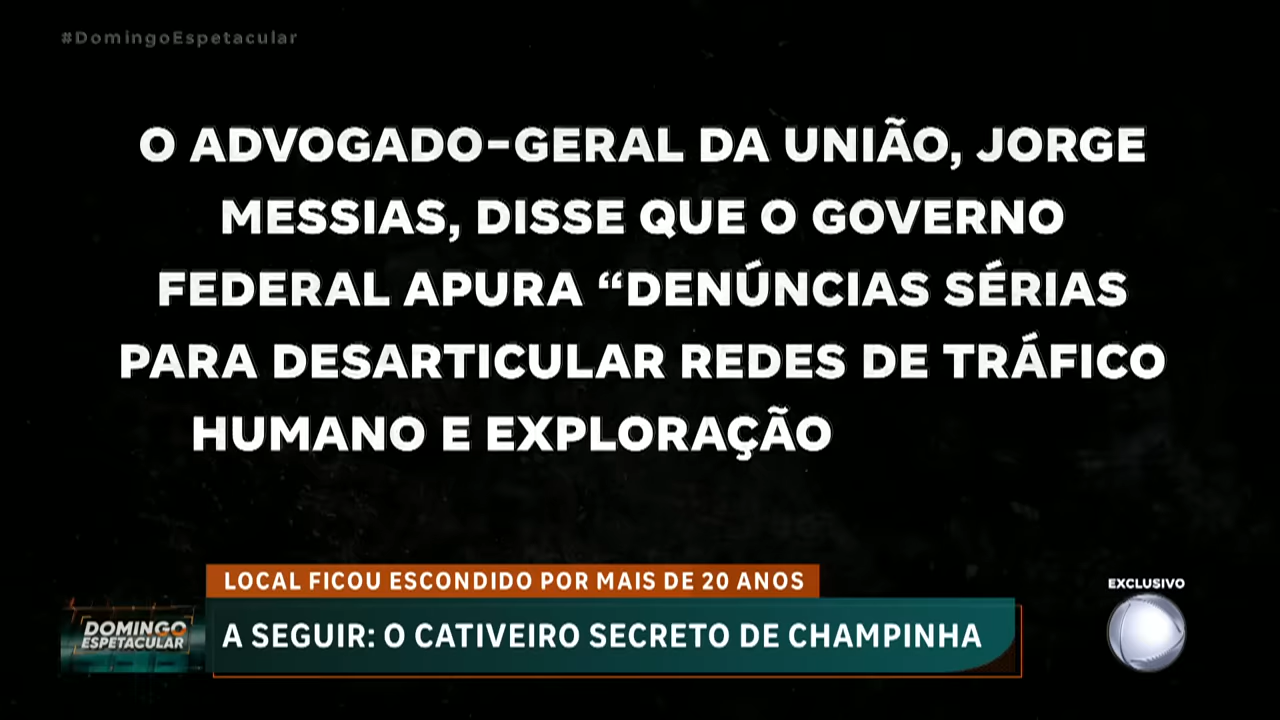 #DomingoEspetacular
O ADVOGADO-GERAL DA UNIÃO, JORGE
MESSIAS, DISSE QUE O GOVERNO
FEDERAL APURA “DENÚNCIAS SÉRIAS
PARA DESARTICULAR REDES DE TRÁFICO
HUMANO E EXPLORAÇÃO
LOCAL FICOU ESCONDIDO POR MAIS DE 20 ANOS
EXCLUSIVO
DOMINGO
ESPETACULAR
A SEGUIR: O CATIVEIRO SECRETO DE CHAMPINHA